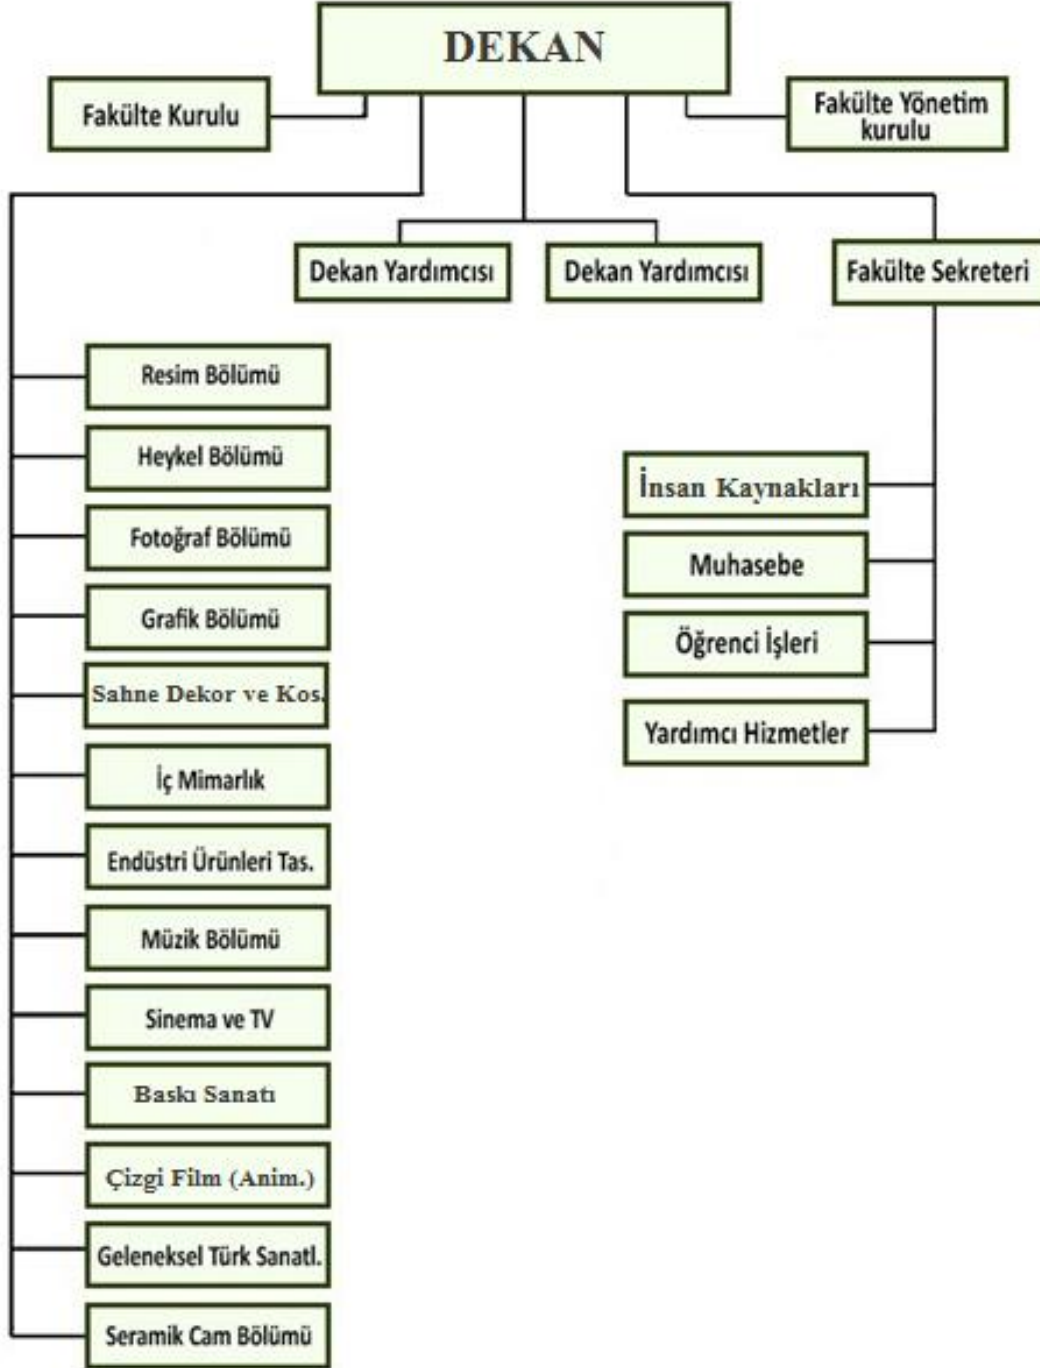 DEKAN
Fakülte Kurulu
Fakülte Yönetim
kurulu
Dekan Yardımcısı
Dekan Yardımcısı
Fakülte Sekreteri
Resim Bölümü
Heykel Bölümü
Fotoğraf Bölümü
Grafik Bölümü
Sahne Dekor ve Kos.
İç Mimarlık
Endüstri Ürünleri Tas.
Müzik Bölümü
Sinema ve TV
Baskı Sanatı
Çizgi Film (Anim.)
Geleneksel Türk Sanatl.
Seramik Cam Bölümü
İnsan Kaynakları
Muhasebe
Öğrenci İşleri
Yardımcı Hizmetler